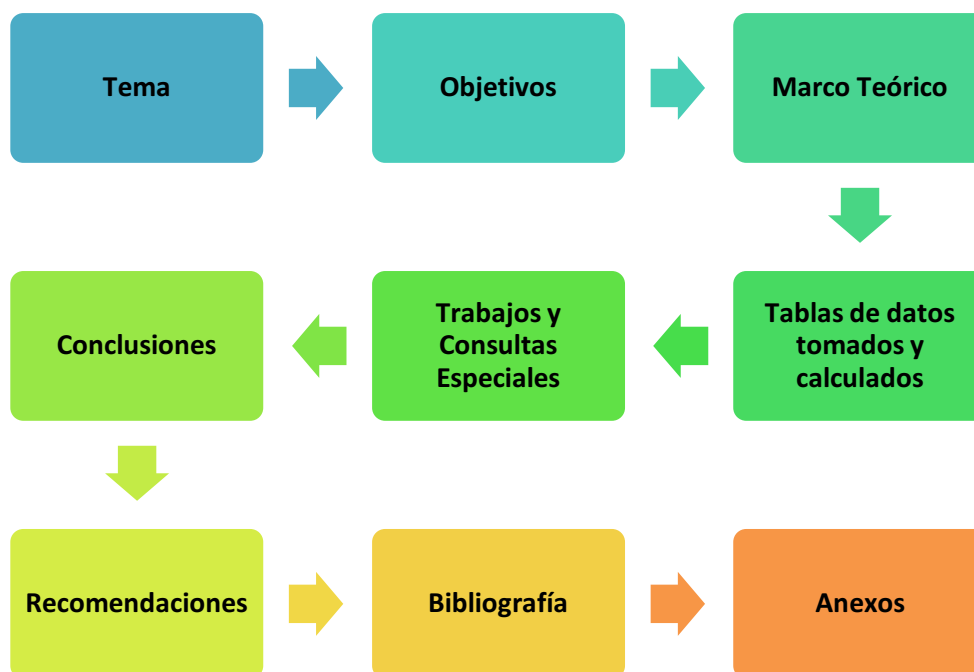 Tema
Objetivos
Marco Teórico
Tablas de datos
tomados y
calculados
Trabajos y
Consultas
Especiales
Conclusiones
Recomendaciones
Bibliografía
Anexos